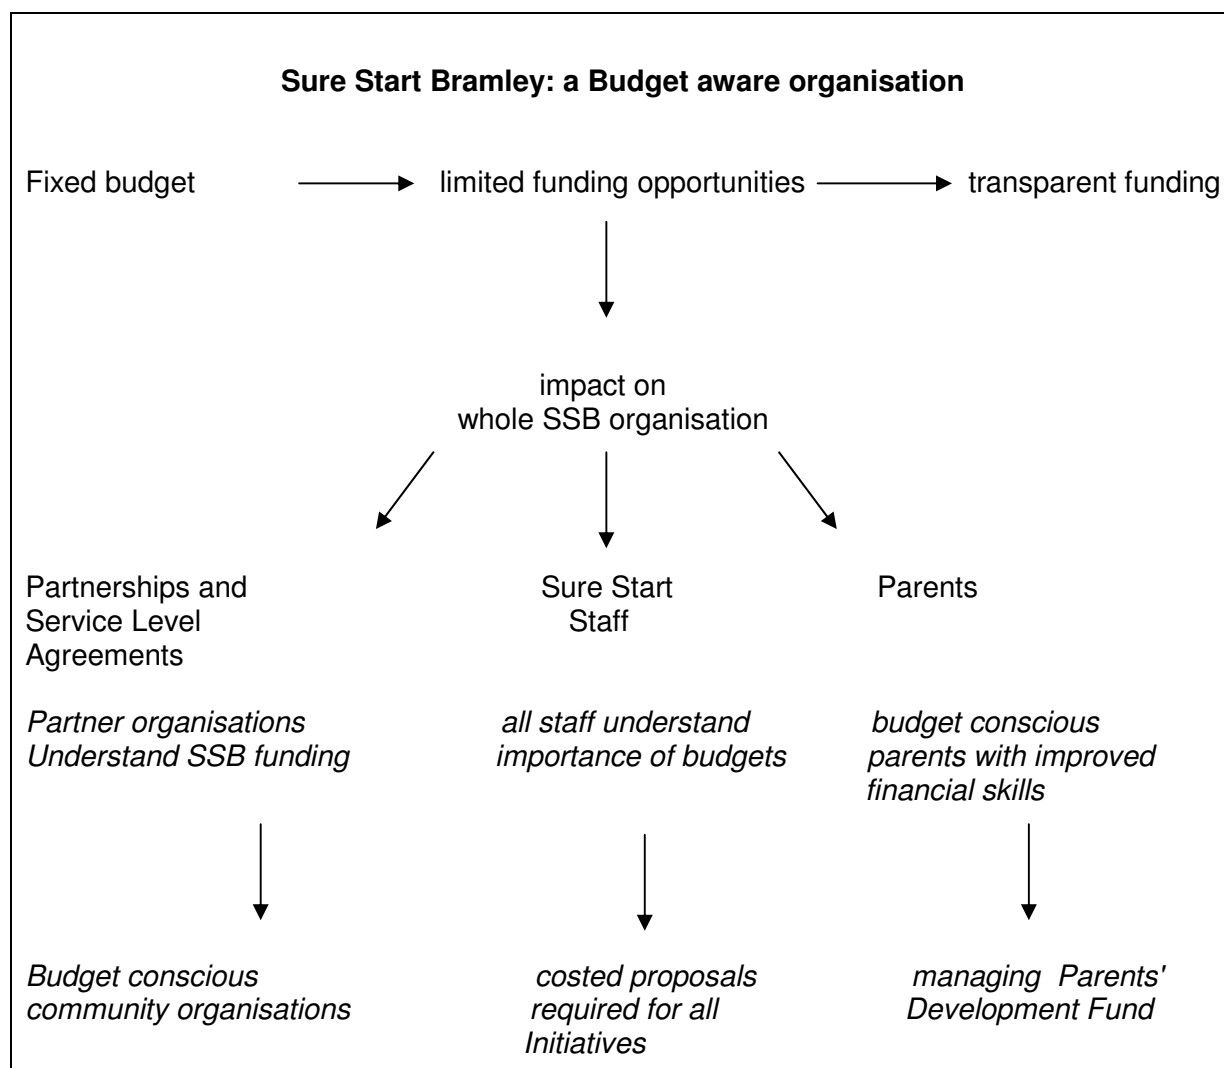 Sure Start Bramley: a Budget aware organisation
Fixed budget
limited funding opportunities
transparent funding
impact on
whole SSB organisation
Partnerships and
Service Level
Agreements
Sure Start
Staff
Parents
Partner organisations
Understand SSB funding
all staff understand
importance of budgets
budget conscious
parents with improved
financial skills
Budget conscious
community organisations
costed proposals
required for all
Initiatives
managing Parents'
Development Fund